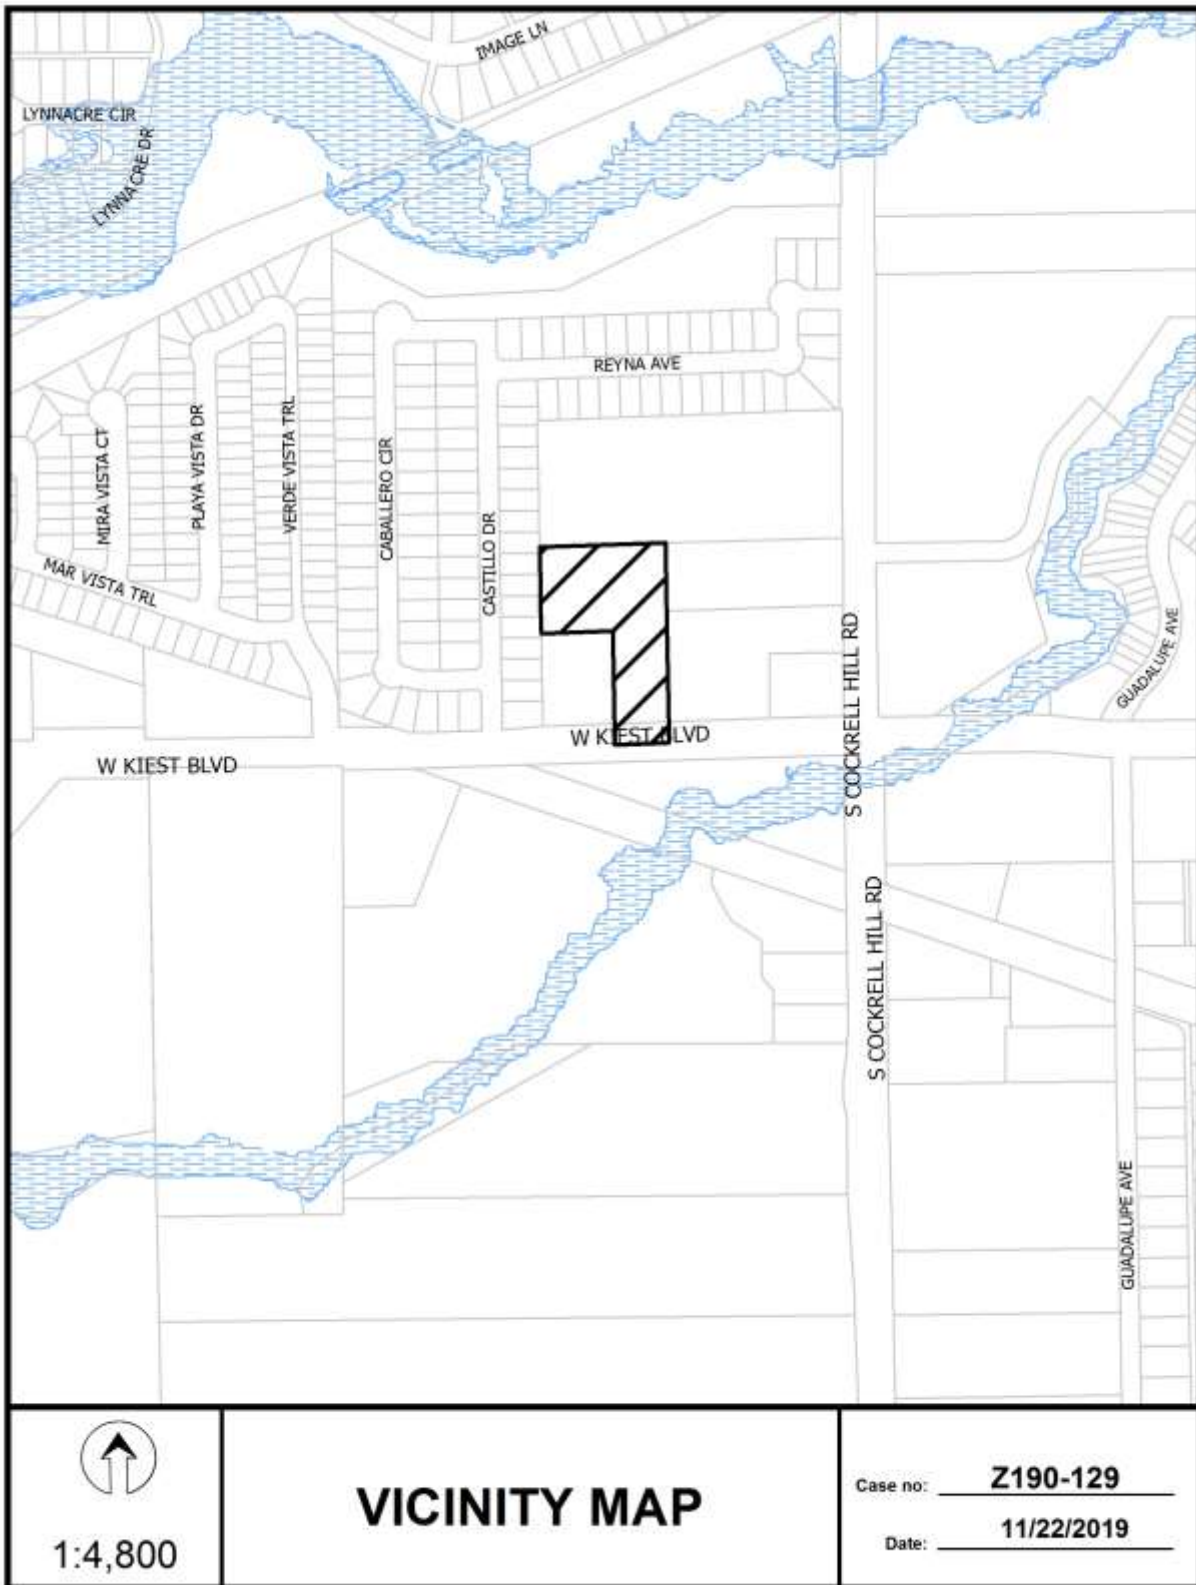 IMAGE LN
LYNNACRE CIR
LYNNACRE DR
REYNA AVE
MIRA VISTA CT
PLAYA VISTA DR
VERDE VISTA TRL
CABALLERO CIR
CASTILLO DR
MAR VISTA TRL
GUADALUPE AVE
S COCKRELL HILL RD
W KIEST BLVD
W KIEST BLVD
S COCKRELL HILL RD
GUADALUPE AVE
1:4,800
VICINITY MAP
Case no: Z190-129
Date: 11/22/2019